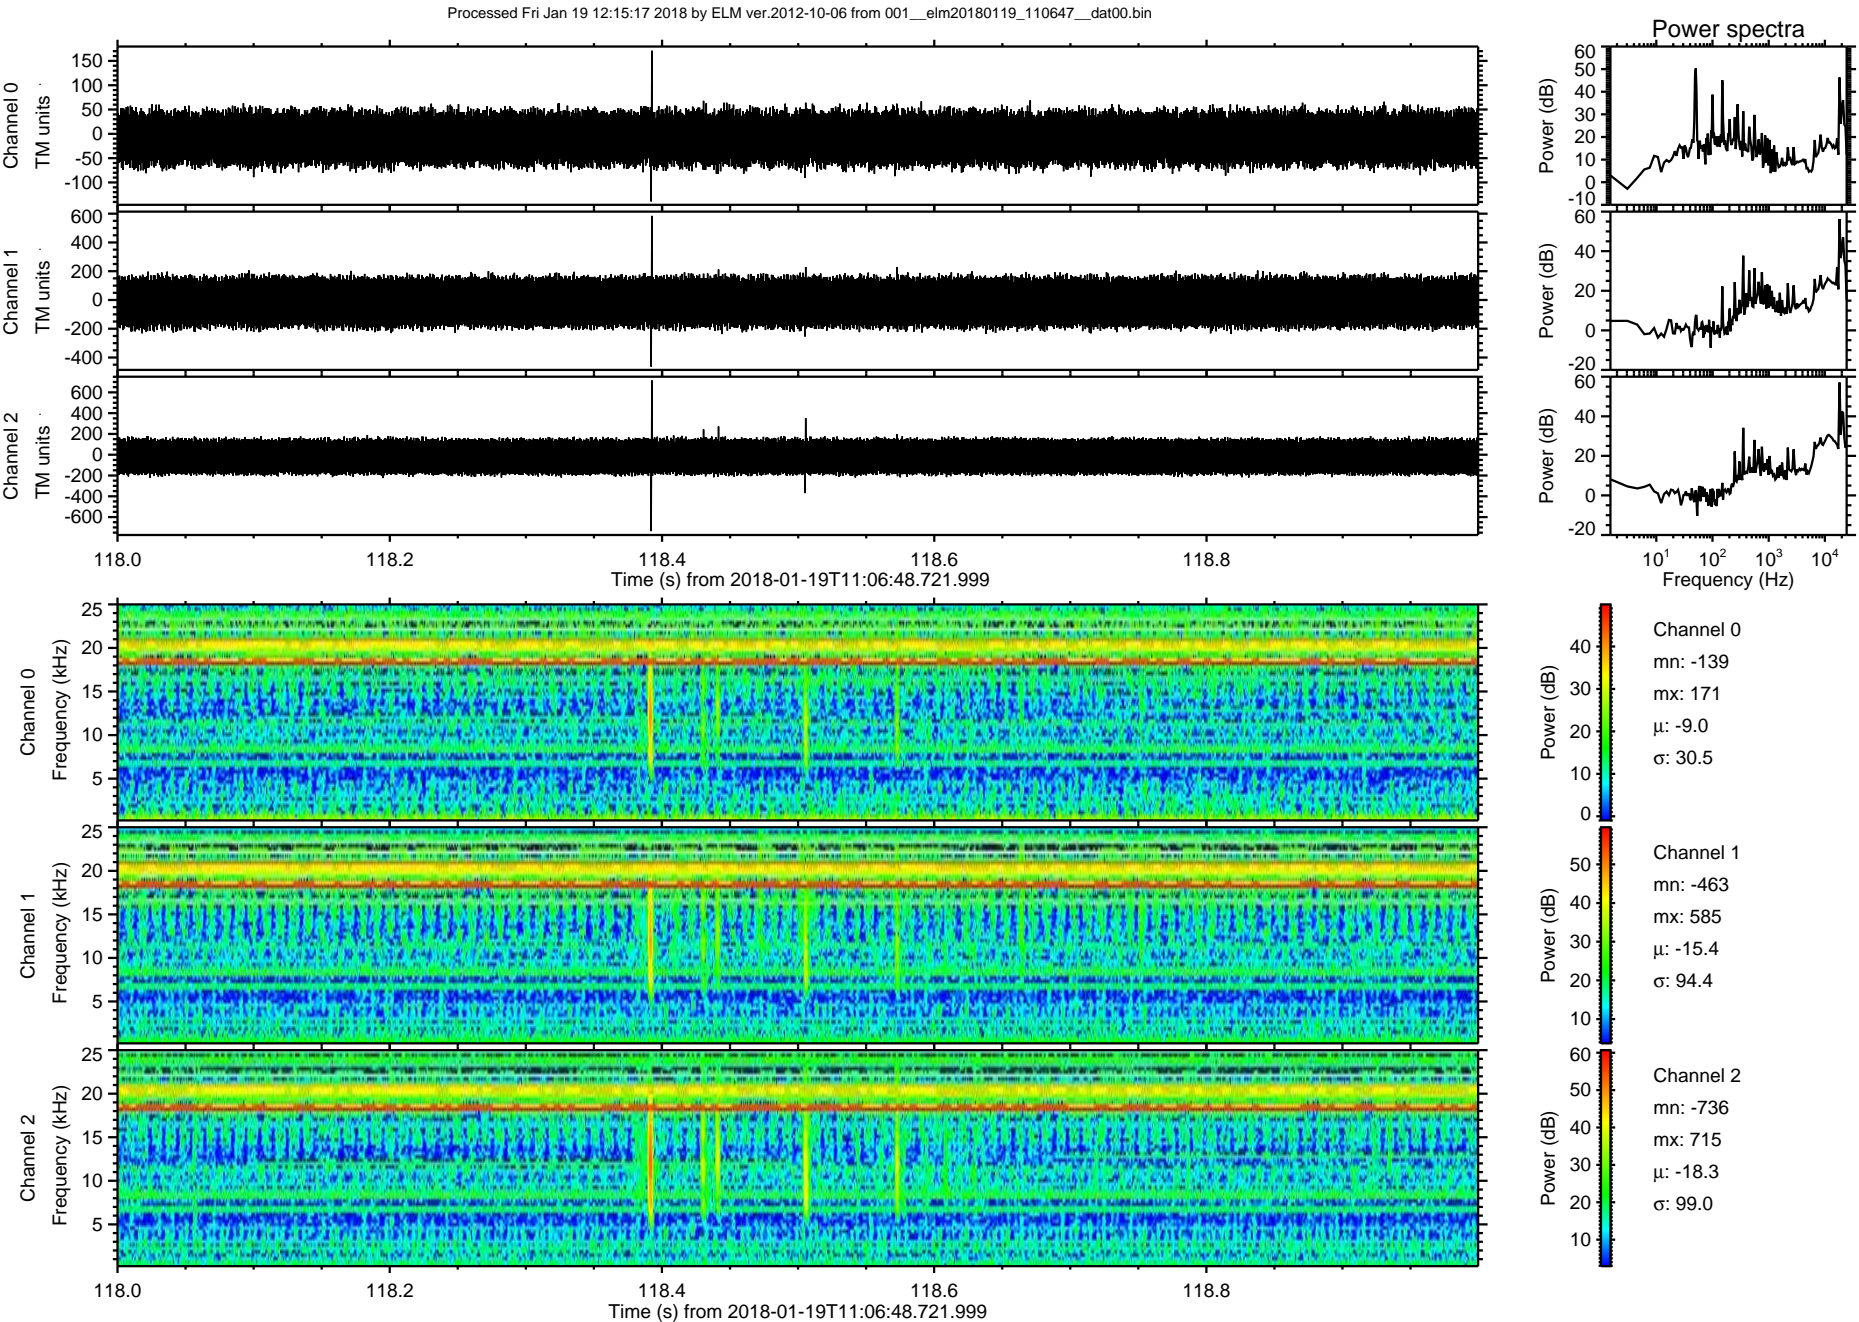 Processed Fri Jan 19 12:15:17 2018 by ELM ver.2012-10-06 from 001__elm20180119_110647__dat00.bin
Power spectra
Channel 0
TM units
150
100
50
0
-50
-100
Power (dB)
60
50
40
30
20
10
0
-10
Channel 1
TM units
600
400
200
0
-200
-400
Power (dB)
60
40
20
0
-20
Channel 2
TM units
600
400
200
0
-200
-400
-600
Power (dB)
60
40
20
0
-20
118.0 118.2 118.4 118.6 118.8
Time (s) from 2018-01-19T11:06:48.721.999
10¹ 10² 10³ 10⁴
Frequency (Hz)
Channel 0
Frequency (kHz)
25
20
15
10
5
Power (dB)
40
30
20
10
0
Channel 0
mn: -139
mx: 171
μ: -9.0
σ: 30.5
Channel 1
Frequency (kHz)
25
20
15
10
5
Power (dB)
50
40
30
20
10
Channel 1
mn: -463
mx: 585
μ: -15.4
σ: 94.4
Channel 2
Frequency (kHz)
25
20
15
10
5
Power (dB)
60
50
40
30
20
10
Channel 2
mn: -736
mx: 715
μ: -18.3
σ: 99.0
118.0 118.2 118.4 118.6 118.8
Time (s) from 2018-01-19T11:06:48.721.999